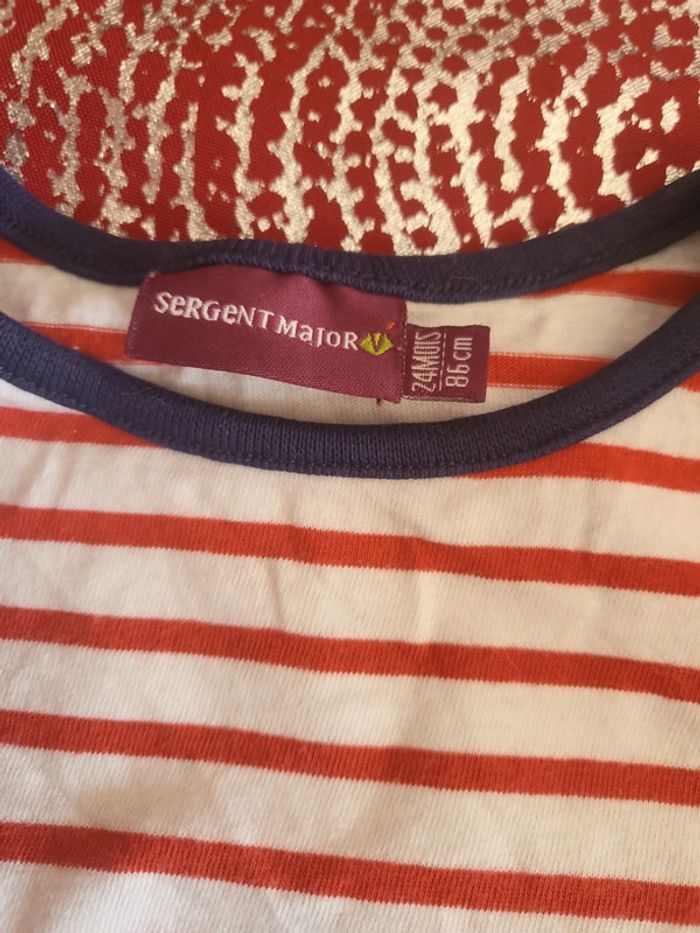 SERGENT MAJOR
24MOIS
86cm